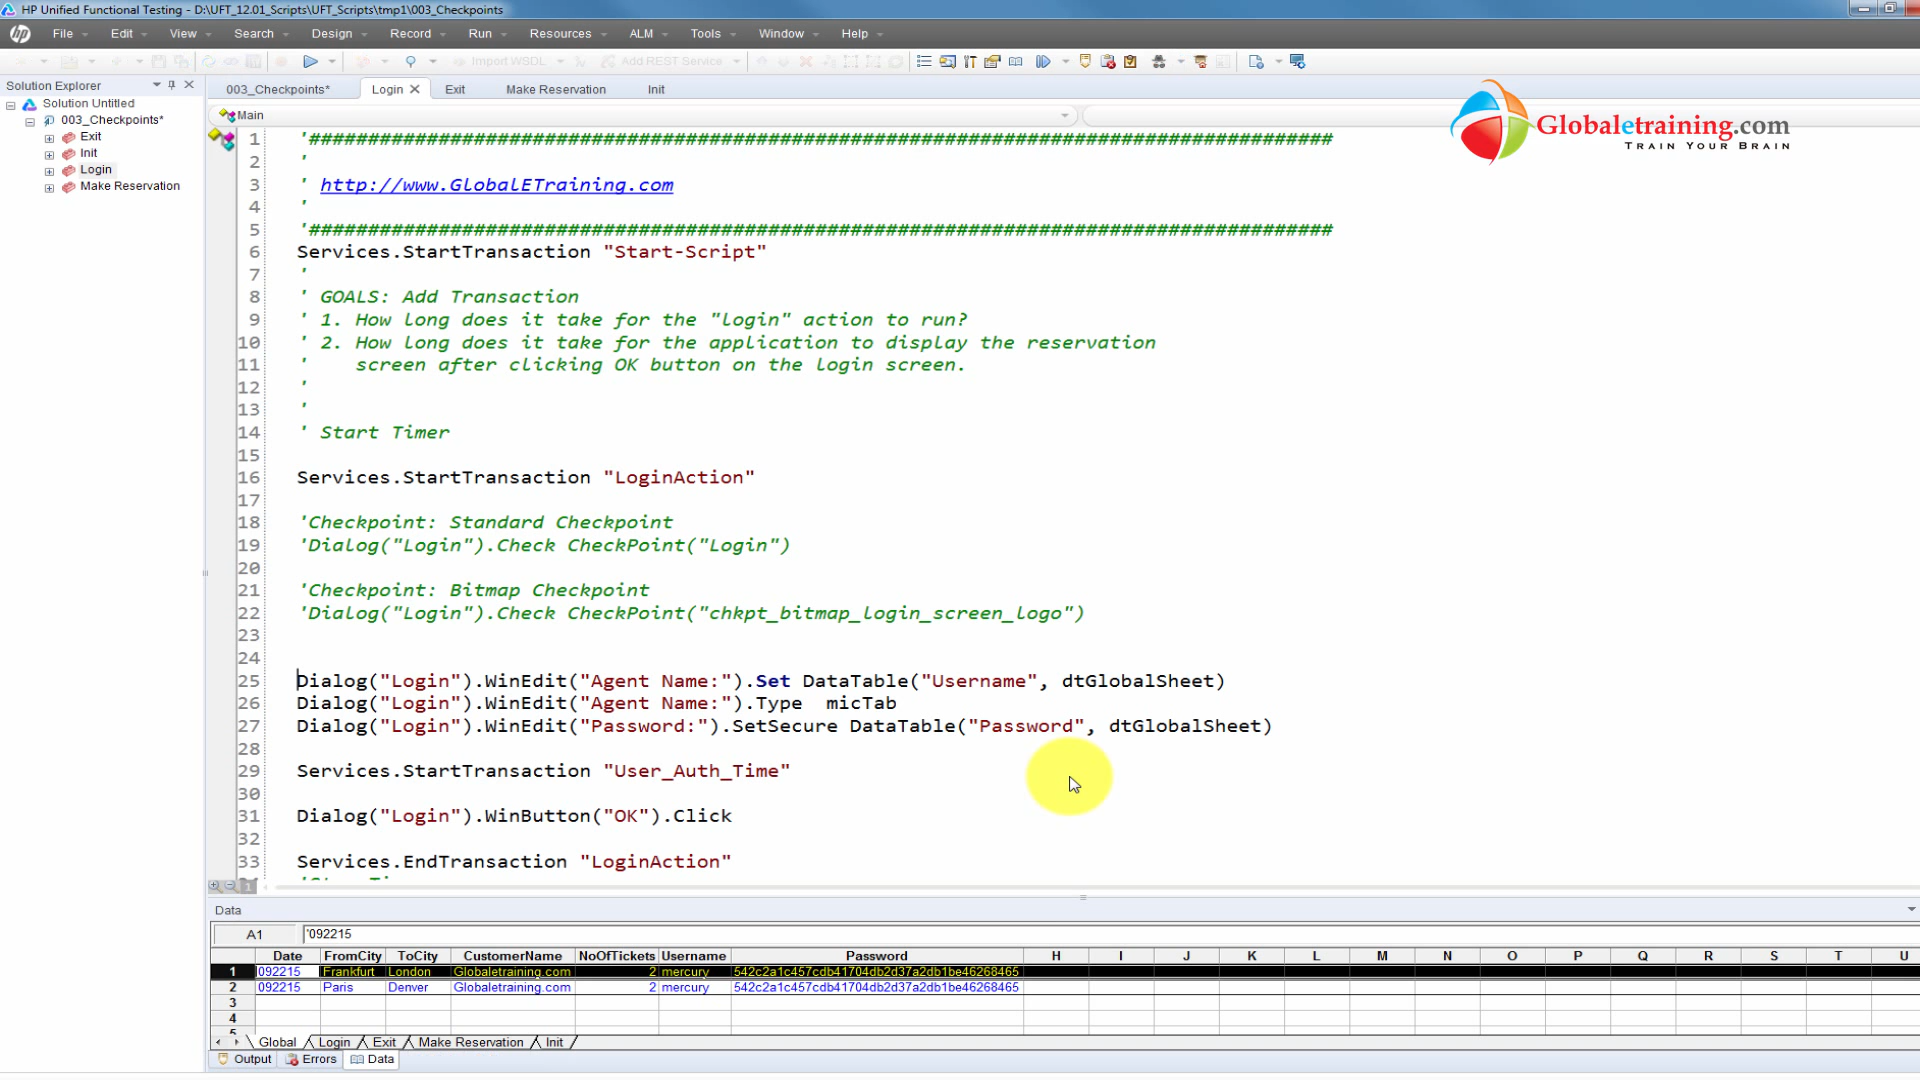 HP Unified Functional Testing - D:\UFT_12.01_Scripts\UFT_Scripts\tmp1\003_Checkpoints
File Edit View Search Design Record Run Resources ALM Tools Window Help
Import WSDL Add REST Service
Solution Explorer
Solution Untitled
003_Checkpoints*
Exit
Init
Login
Make Reservation
003_Checkpoints* Login Exit Make Reservation Init
Main
Globaletraining.com
TRAIN YOUR BRAIN
1 '#######################################################################################
2 '
3 ' http://www.GlobalETraining.com
4 '
5 '#######################################################################################
6 Services.StartTransaction "Start-Script"
7 '
8 ' GOALS: Add Transaction
9 ' 1. How long does it take for the "login" action to run?
10 ' 2. How long does it take for the application to display the reservation
11 ' screen after clicking OK button on the login screen.
12 '
13 '
14 ' Start Timer
15
16 Services.StartTransaction "LoginAction"
17
18 'Checkpoint: Standard Checkpoint
19 'Dialog("Login").Check CheckPoint("Login")
20
21 'Checkpoint: Bitmap Checkpoint
22 'Dialog("Login").Check CheckPoint("chkpt_bitmap_login_screen_logo")
23
24
25 Dialog("Login").WinEdit("Agent Name:").Set DataTable("Username", dtGlobalSheet)
26 Dialog("Login").WinEdit("Agent Name:").Type micTab
27 Dialog("Login").WinEdit("Password:").SetSecure DataTable("Password", dtGlobalSheet)
28
29 Services.StartTransaction "User_Auth_Time"
30
31 Dialog("Login").WinButton("OK").Click
32
33 Services.EndTransaction "LoginAction"
Data
A1 '092215
Date FromCity ToCity CustomerName NoOfTickets Username Password H I J K L M N O P Q R S T U
1 092215 Frankfurt London Globaletraining.com 2 mercury 542c2a1c457cdb41704db2d37a2db1be46268465
2 092215 Paris Denver Globaletraining.com 2 mercury 542c2a1c457cdb41704db2d37a2db1be46268465
3
4
5
Global Login Exit Make Reservation Init
Output Errors Data